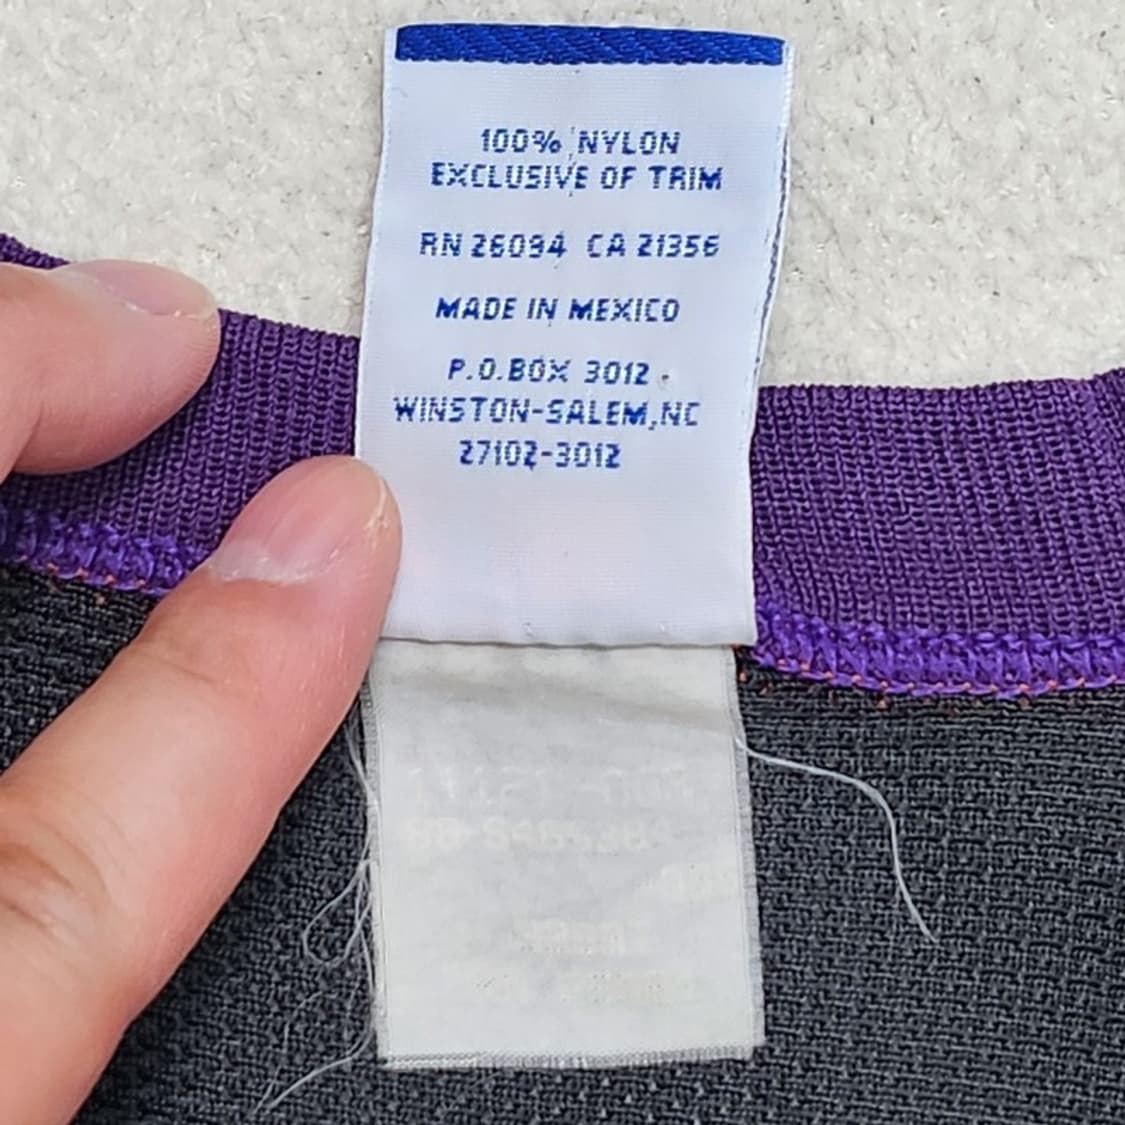 100% NYLON
EXCLUSIVE OF TRIM
RN 26094 CA 21356
MADE IN MEXICO
P.O.BOX 3012
WINSTON-SALEM,NC
27102-3012